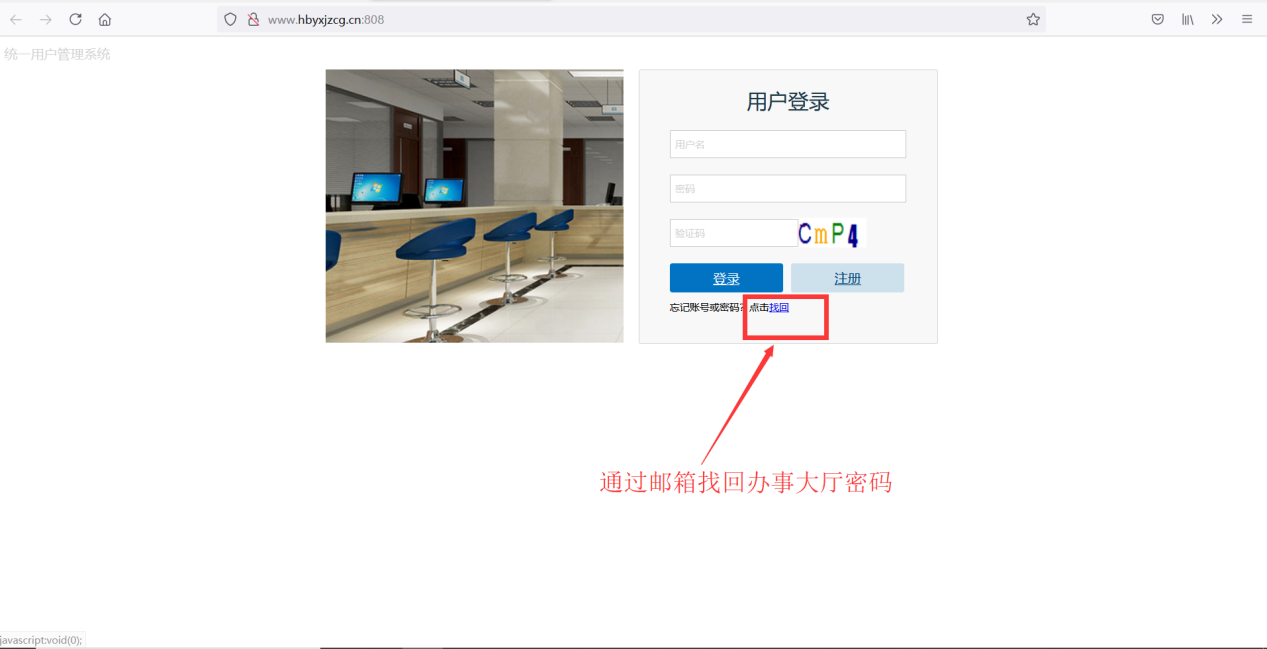 www.hbyxjzcg.cn:808
统一用户管理系统
用户登录
用户名
密码
验证码
CmP4
登录
注册
忘记账号或密码？点击找回
通过邮箱找回办事大厅密码
javascript:void(0);